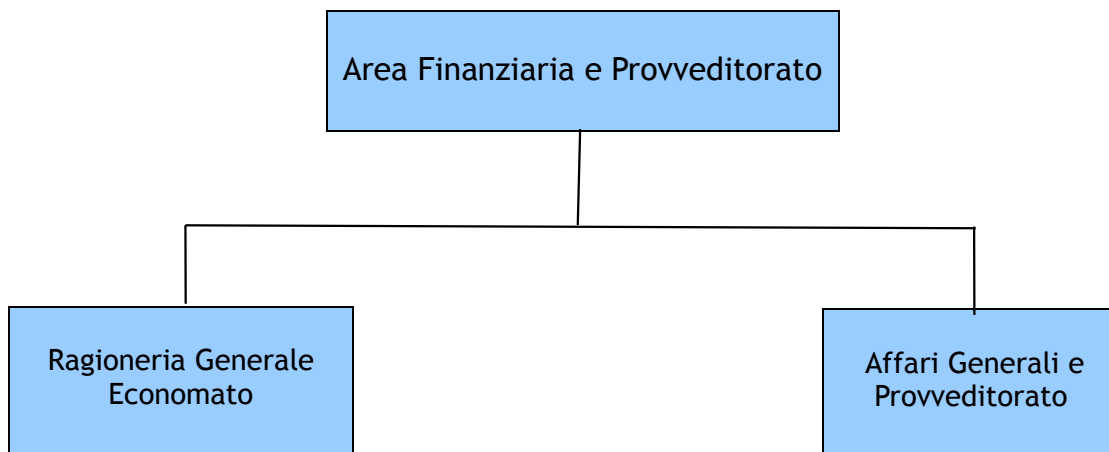 Area Finanziaria e Provveditorato
Ragioneria Generale
Economato
Affari Generali e
Provveditorato